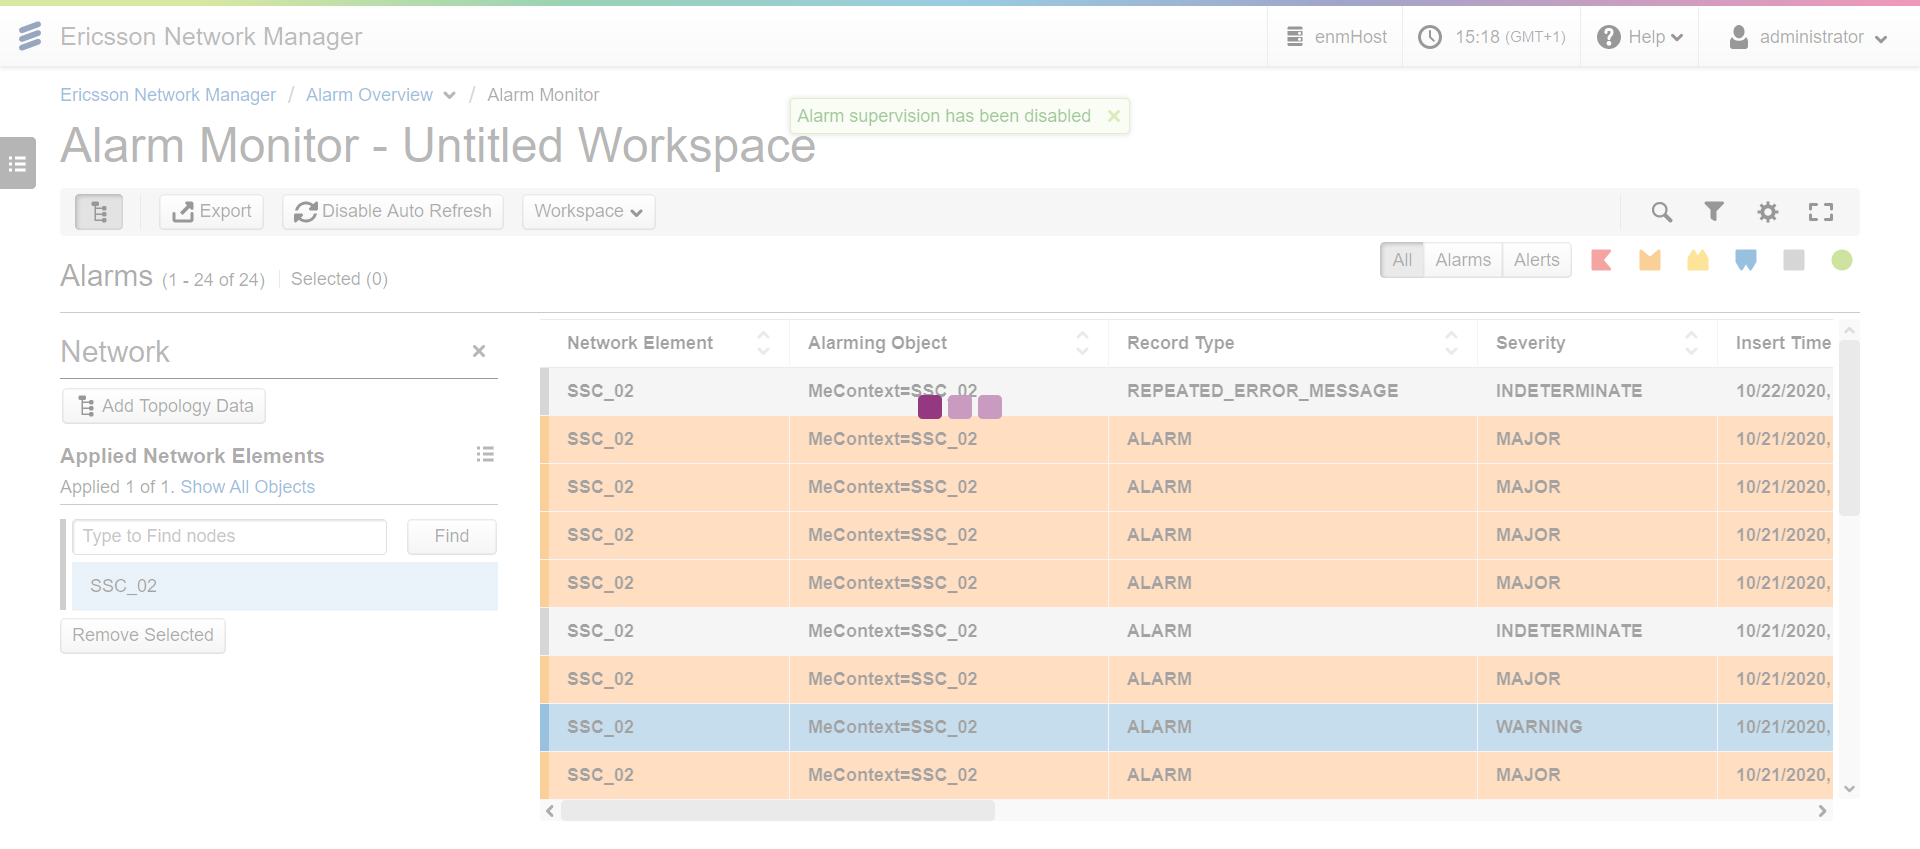 Ericsson Network Manager
enmHost
15:18 (GMT+1)
Help
administrator
Ericsson Network Manager / Alarm Overview / Alarm Monitor
Alarm supervision has been disabled
Alarm Monitor - Untitled Workspace
Export
Disable Auto Refresh
Workspace
Alarms (1 - 24 of 24) Selected (0)
All Alarms Alerts
Network
Add Topology Data
Applied Network Elements
Applied 1 of 1. Show All Objects
Type to Find nodes
Find
SSC_02
Remove Selected
Network Element Alarming Object Record Type Severity Insert Time
SSC_02 MeContext=SSC_02 REPEATED_ERROR_MESSAGE INDETERMINATE 10/22/2020,
SSC_02 MeContext=SSC_02 ALARM MAJOR 10/21/2020,
SSC_02 MeContext=SSC_02 ALARM MAJOR 10/21/2020,
SSC_02 MeContext=SSC_02 ALARM MAJOR 10/21/2020,
SSC_02 MeContext=SSC_02 ALARM MAJOR 10/21/2020,
SSC_02 MeContext=SSC_02 ALARM INDETERMINATE 10/21/2020,
SSC_02 MeContext=SSC_02 ALARM MAJOR 10/21/2020,
SSC_02 MeContext=SSC_02 ALARM WARNING 10/21/2020,
SSC_02 MeContext=SSC_02 ALARM MAJOR 10/21/2020,